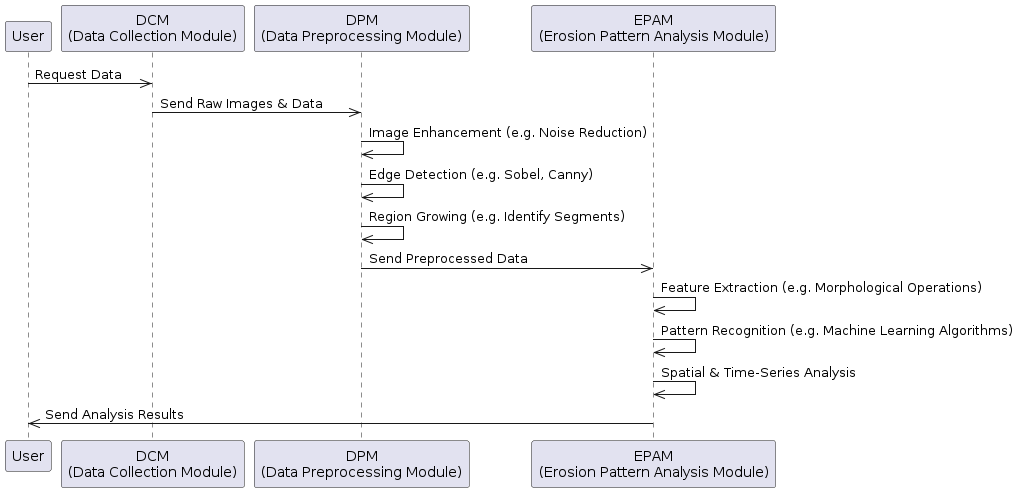 User
DCM
(Data Collection Module)
DPM
(Data Preprocessing Module)
EPAM
(Erosion Pattern Analysis Module)
Request Data
Send Raw Images & Data
Image Enhancement (e.g. Noise Reduction)
Edge Detection (e.g. Sobel, Canny)
Region Growing (e.g. Identify Segments)
Send Preprocessed Data
Feature Extraction (e.g. Morphological Operations)
Pattern Recognition (e.g. Machine Learning Algorithms)
Spatial & Time-Series Analysis
Send Analysis Results
User
DCM
(Data Collection Module)
DPM
(Data Preprocessing Module)
EPAM
(Erosion Pattern Analysis Module)